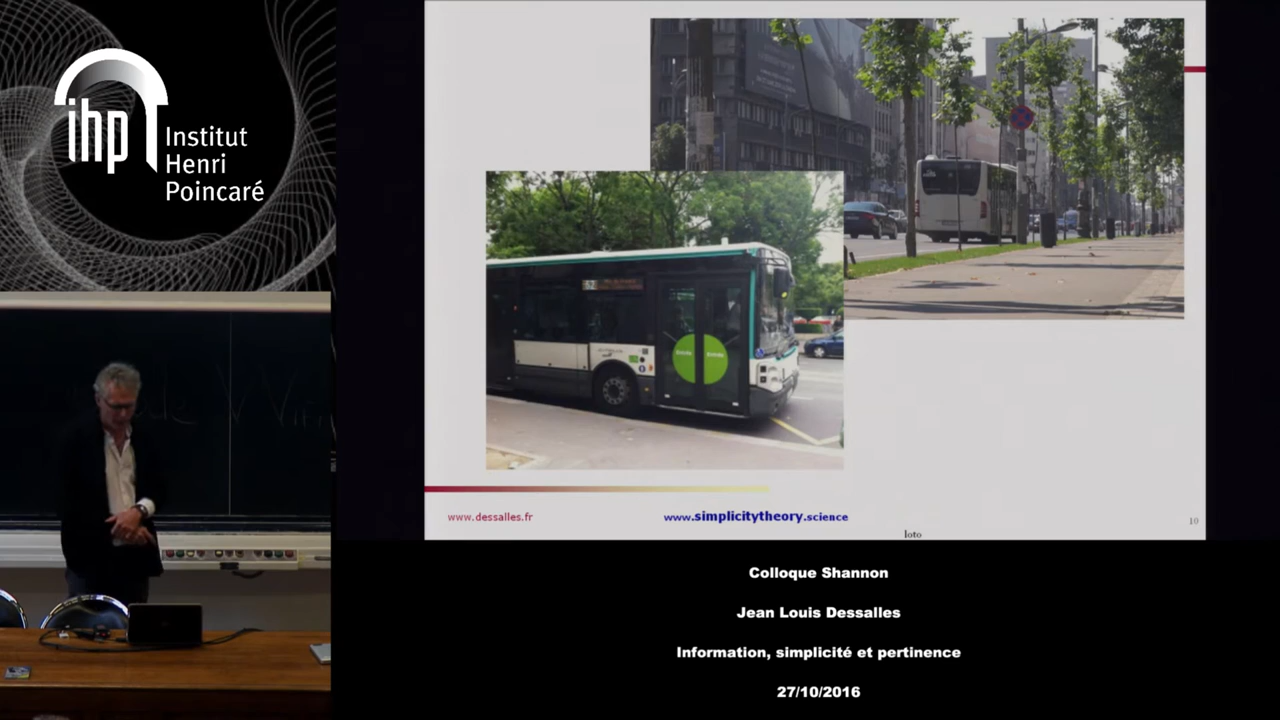 ihp
Institut
Henri
Poincaré
www.dessalles.fr
www.simplicitytheory.science
10
loto
Colloque Shannon
Jean Louis Dessalles
Information, simplicité et pertinence
27/10/2016